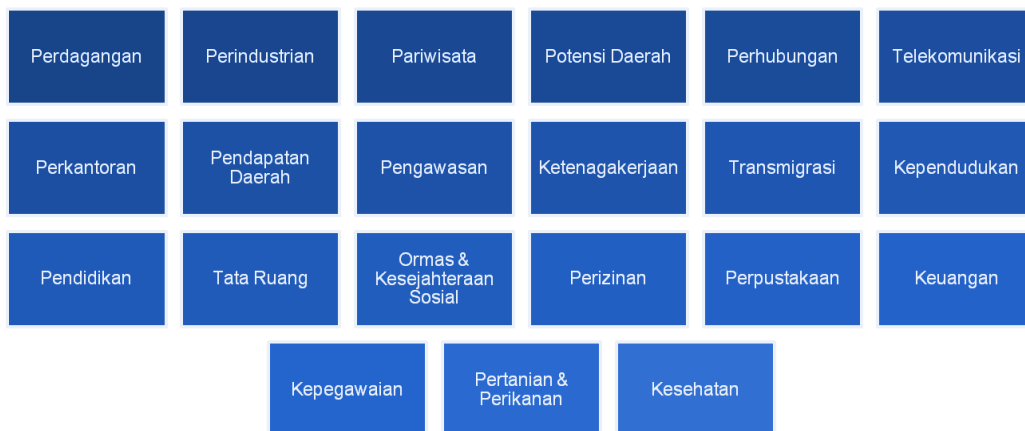 Perdagangan
Perindustrian
Pariwisata
Potensi Daerah
Perhubungan
Telekomunikasi
Perkantoran
Pendapatan
Daerah
Pengawasan
Ketenagakerjaan
Transmigrasi
Kependudukan
Pendidikan
Tata Ruang
Ormas &
Kesejahteraan
Sosial
Perizinan
Perpustakaan
Keuangan
Kepegawaian
Pertanian &
Perikanan
Kesehatan